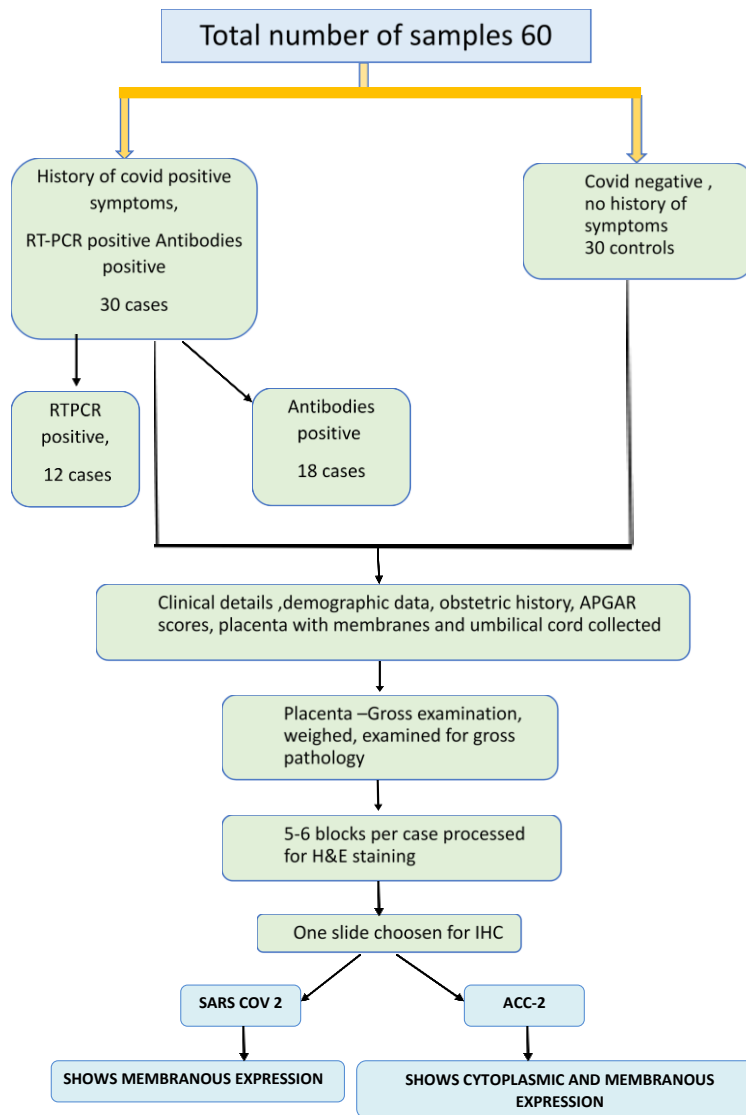 Total number of samples 60
History of covid positive
symptoms,
RT-PCR positive Antibodies
positive
30 cases
Covid negative ,
no history of
symptoms
30 controls
RTPCR
positive,
12 cases
Antibodies
positive
18 cases
Clinical details ,demographic data, obstetric history, APGAR
scores, placenta with membranes and umbilical cord collected
Placenta –Gross examination,
weighed, examined for gross
pathology
5-6 blocks per case processed
for H&E staining
One slide choosen for IHC
SARS COV 2
ACC-2
SHOWS MEMBRANOUS EXPRESSION
SHOWS CYTOPLASMIC AND MEMBRANOUS
EXPRESSION